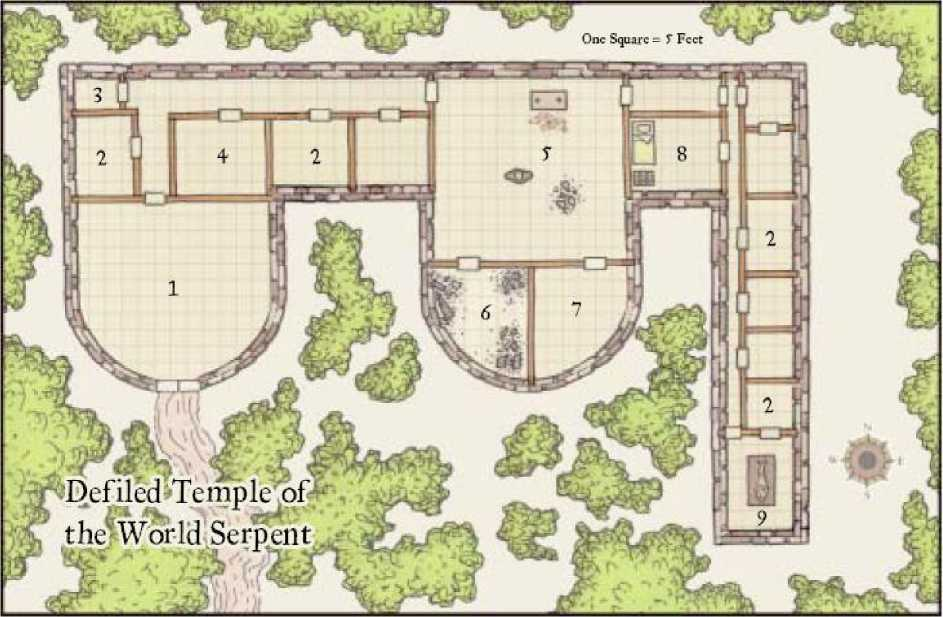 One Square = 5 Feet
3
2
4
2
5
8
2
1
6
7
2
N
E
S
9
Defiled Temple of
the World Serpent